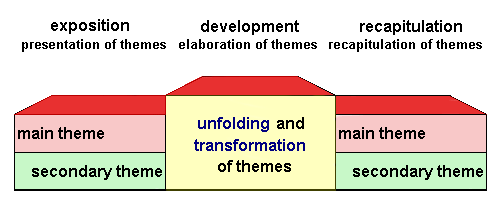 exposition
presentation of themes
development
elaboration of themes
recapitulation
recapitulation of themes
main theme
secondary theme
unfolding and
transformation
of themes
main theme
secondary theme